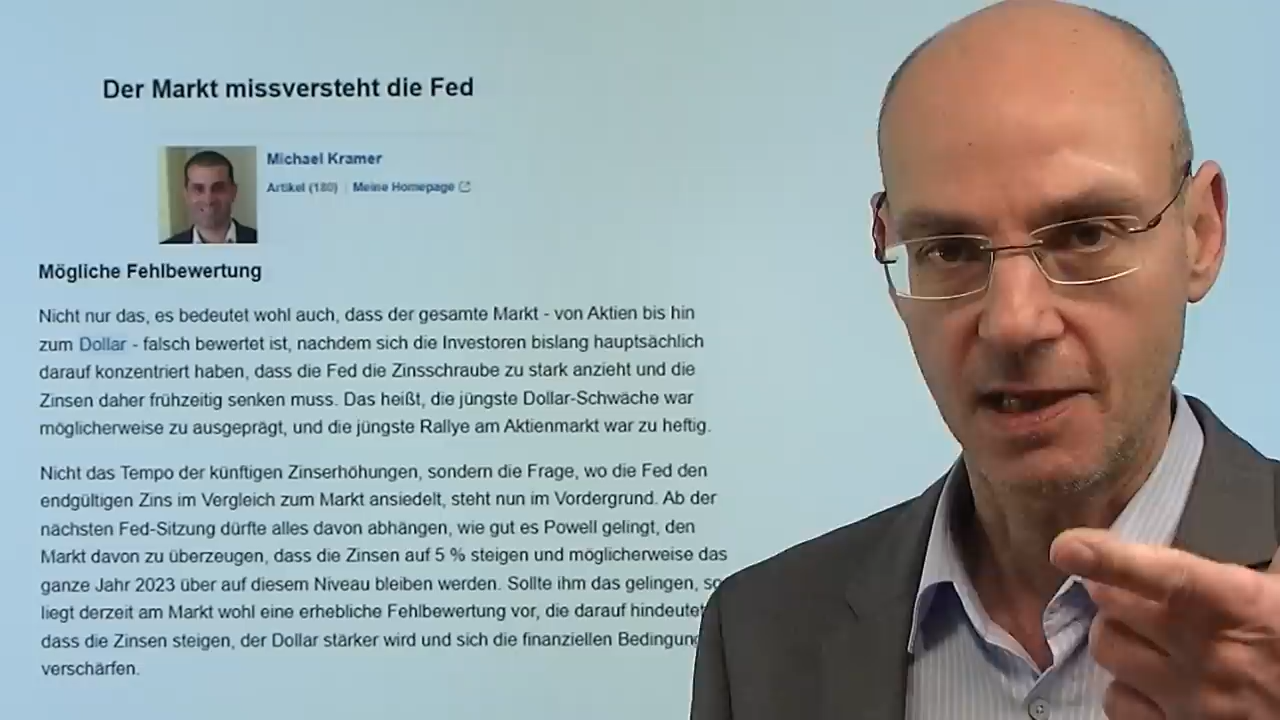 Der Markt missversteht die Fed
Michael Kramer
Artikel (180) | Meine Homepage
Mögliche Fehlbewertung
Nicht nur das, es bedeutet wohl auch, dass der gesamte Markt - von Aktien bis hin
zum Dollar - falsch bewertet ist, nachdem sich die Investoren bislang hauptsächlich
darauf konzentriert haben, dass die Fed die Zinsschraube zu stark anzieht und die
Zinsen daher frühzeitig senken muss. Das heißt, die jüngste Dollar-Schwäche war
möglicherweise zu ausgeprägt, und die jüngste Rallye am Aktienmarkt war zu heftig.
Nicht das Tempo der künftigen Zinserhöhungen, sondern die Frage, wo die Fed den
endgültigen Zins im Vergleich zum Markt ansiedelt, steht nun im Vordergrund. Ab der
nächsten Fed-Sitzung dürfte alles davon abhängen, wie gut es Powell gelingt, den
Markt davon zu überzeugen, dass die Zinsen auf 5 % steigen und möglicherweise das
ganze Jahr 2023 über auf diesem Niveau bleiben werden. Sollte ihm das gelingen, so
liegt derzeit am Markt wohl eine erhebliche Fehlbewertung vor, die darauf hindeutet
dass die Zinsen steigen, der Dollar stärker wird und sich die finanziellen Bedingung
verschärfen.